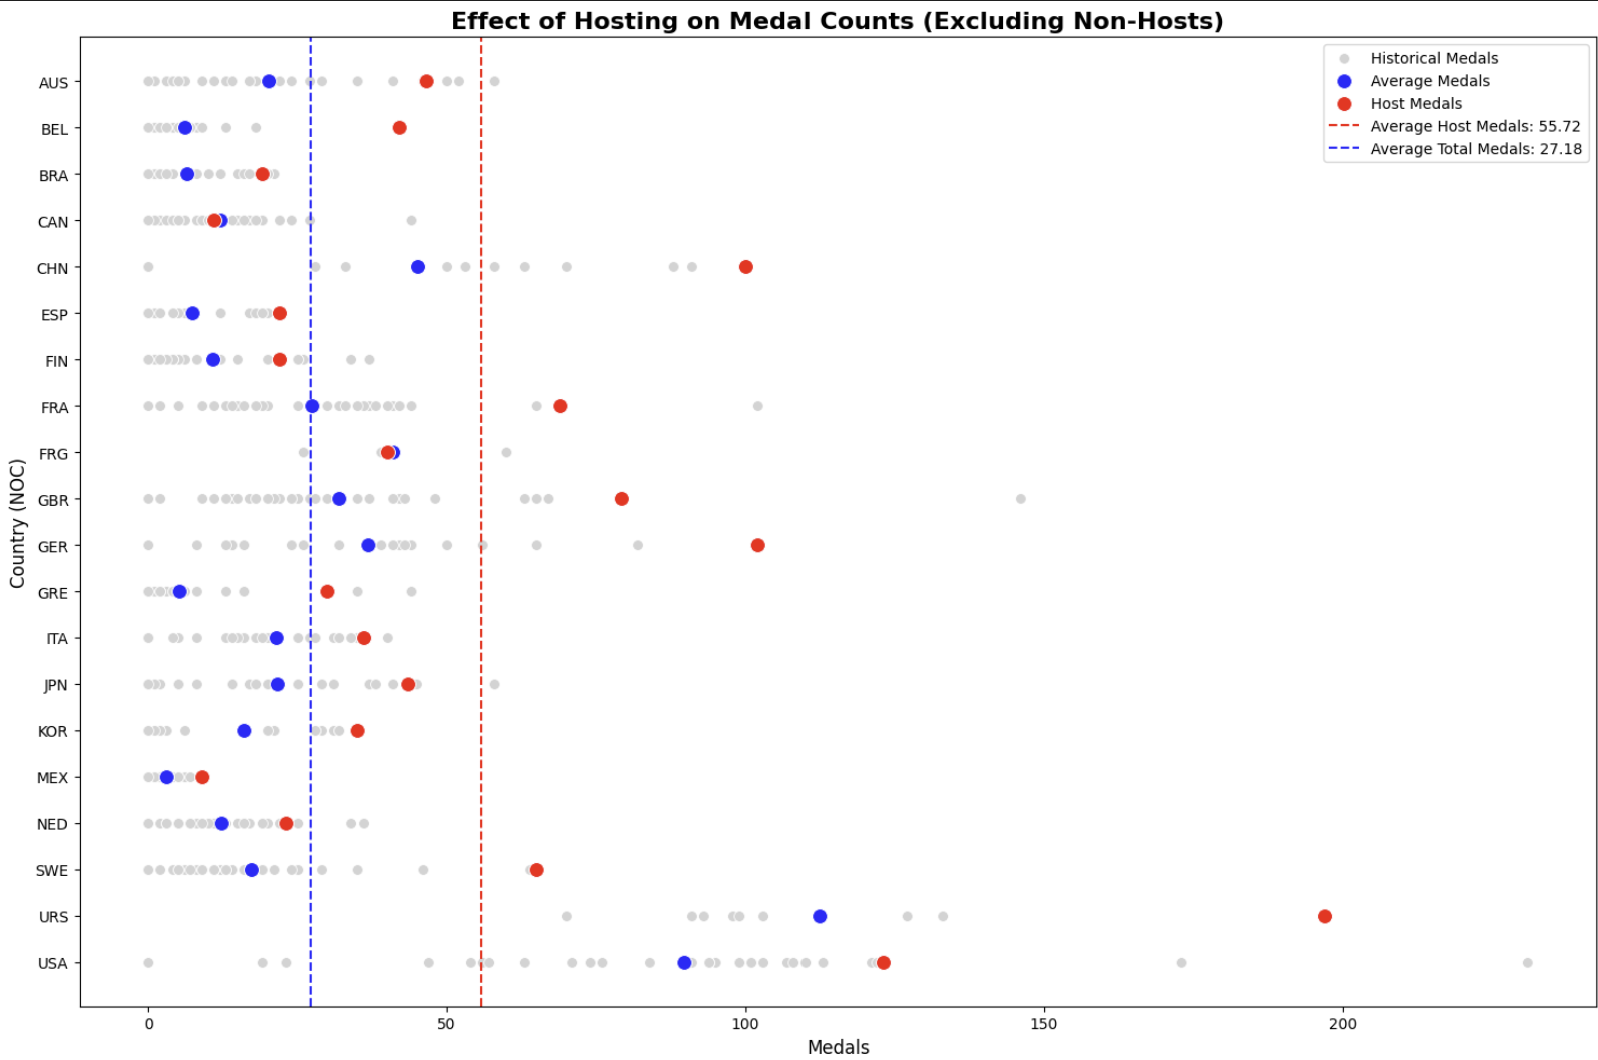 Effect of Hosting on Medal Counts (Excluding Non-Hosts)
Historical Medals
Average Medals
Host Medals
Average Host Medals: 55.72
Average Total Medals: 27.18
Country (NOC)
AUS
BEL
BRA
CAN
CHN
ESP
FIN
FRA
FRG
GBR
GER
GRE
ITA
JPN
KOR
MEX
NED
SWE
URS
USA
0 50 100 150 200
Medals